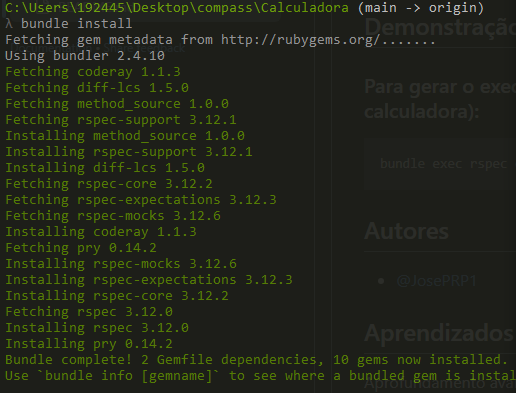 C:\Users\192445\Desktop\compass\Calculadora (main -> origin)
λ bundle install
Fetching gem metadata from http://rubygems.org/.......
Using bundler 2.4.10
Fetching coderay 1.1.3
Fetching diff-lcs 1.5.0
Fetching method_source 1.0.0
Fetching rspec-support 3.12.1
Installing method_source 1.0.0
Installing rspec-support 3.12.1
Installing diff-lcs 1.5.0
Fetching rspec-core 3.12.2
Fetching rspec-expectations 3.12.3
Fetching rspec-mocks 3.12.6
Installing coderay 1.1.3
Fetching pry 0.14.2
Installing rspec-mocks 3.12.6
Installing rspec-expectations 3.12.3
Installing rspec-core 3.12.2
Fetching rspec 3.12.0
Installing rspec 3.12.0
Installing pry 0.14.2
Bundle complete! 2 Gemfile dependencies, 10 gems now installed.
Use `bundle info [gemname]` to see where a bundled gem is instal
Demonstração
Para gerar o exec
calculadora):
bundle exec rspec
Autores
@JosePRP1
Aprendizados
Aprofundamento ava